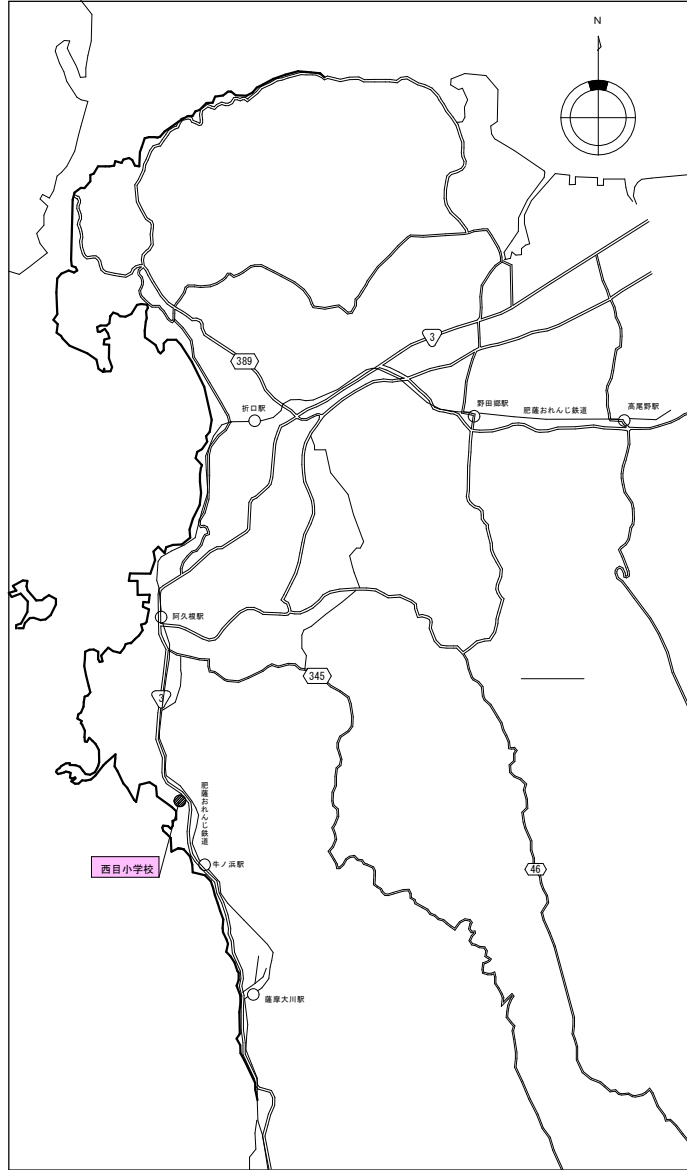 N
3
389
折口駅
野田郷駅
肥薩おれんじ鉄道
高尾野駅
阿久根駅
345
3
肥薩おれんじ鉄道
西目小学校
牛ノ浜駅
46
薩摩大川駅